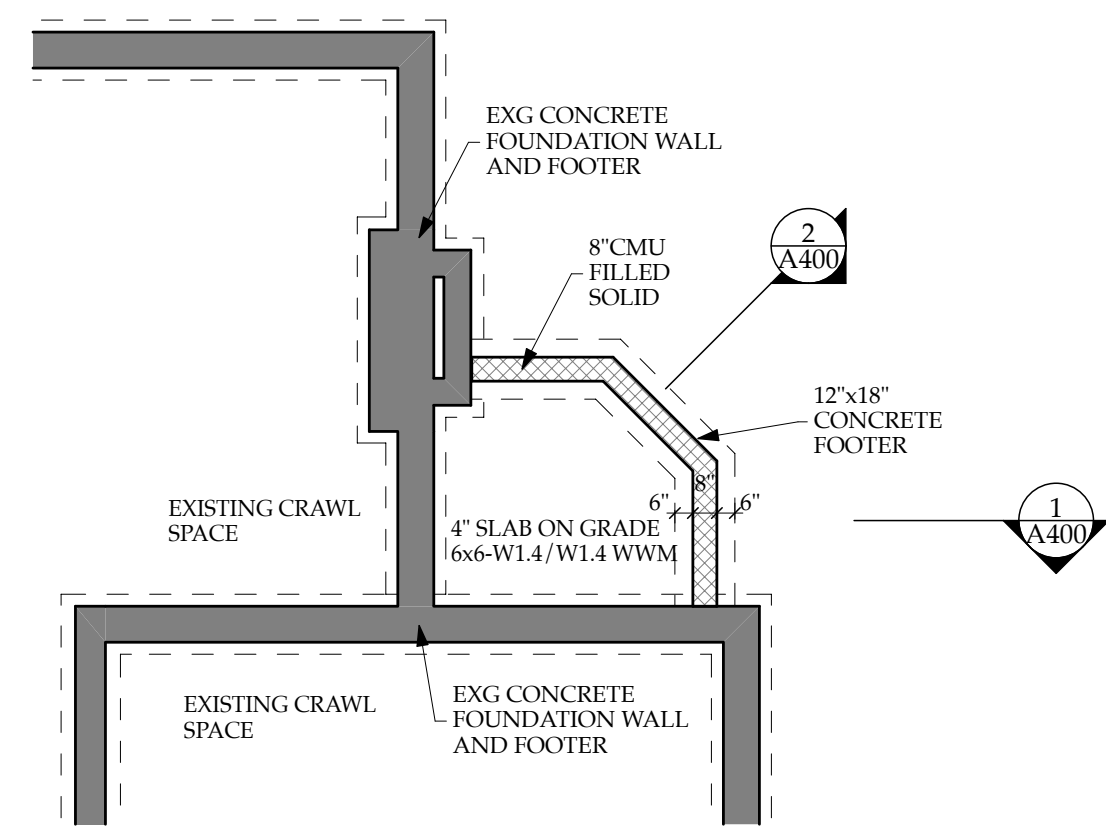 EXG CONCRETE
FOUNDATION WALL
AND FOOTER
8"CMU
FILLED
SOLID
2
A400
12"x18"
CONCRETE
FOOTER
8"
6"
6"
EXISTING CRAWL
SPACE
4" SLAB ON GRADE
6x6-W1.4/W1.4 WWM
1
A400
EXISTING CRAWL
SPACE
EXG CONCRETE
FOUNDATION WALL
AND FOOTER